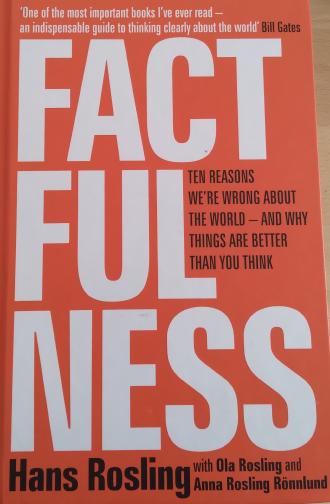 'One of the most important books I've ever read –
an indispensable guide to thinking clearly about the world' Bill Gates
FACT
FUL
NESS
TEN REASONS
WE'RE WRONG ABOUT
THE WORLD – AND WHY
THINGS ARE BETTER
THAN YOU THINK
Hans Rosling with Ola Rosling and
Anna Rosling Rönnlund